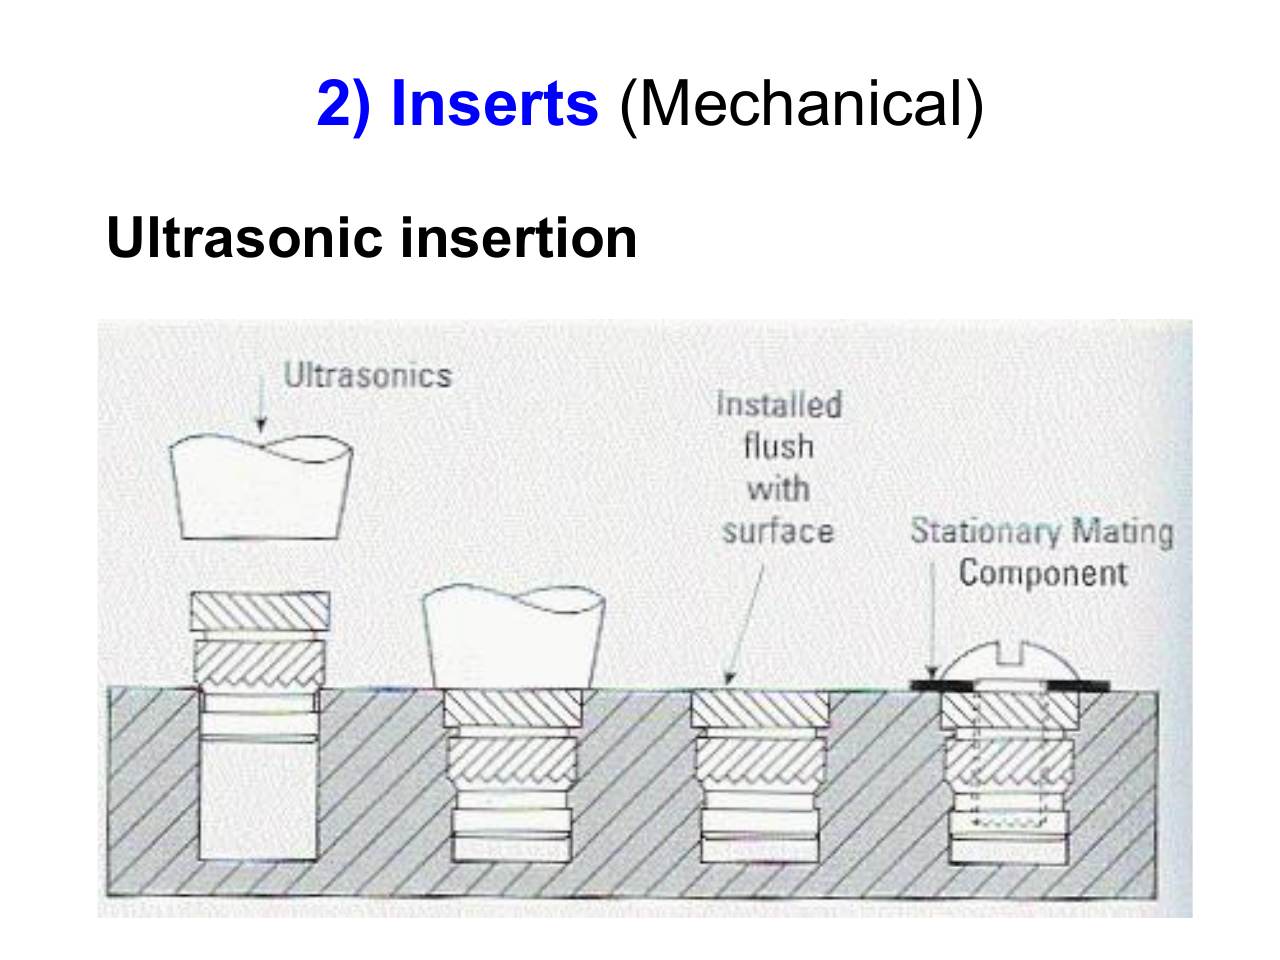 2) Inserts (Mechanical)
Ultrasonic insertion
Ultrasonics
Installed
flush
with
surface
Stationary Mating
Component